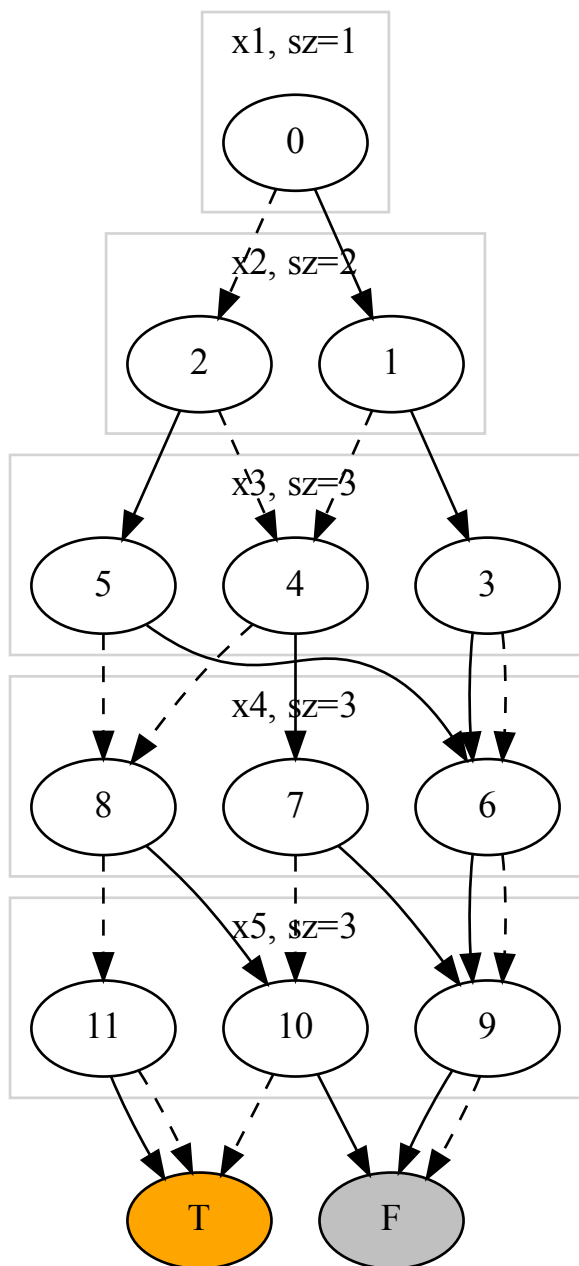 x1, sz=1
0
x2, sz=2
2 1
x3, sz=3
5 4 3
x4, sz=3
8 7 6
x5, sz=3
11 10 9
T F